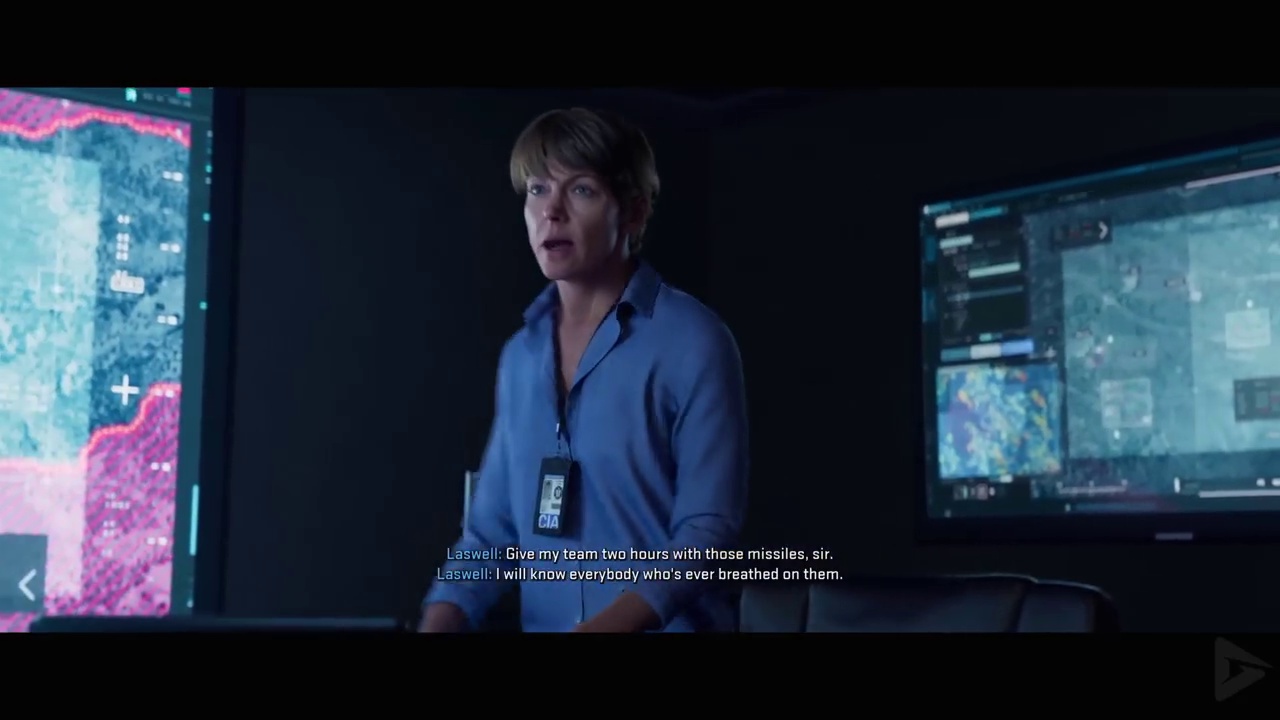 CIA
Laswell: Give my team two hours with those missiles, sir.
Laswell: I will know everybody who's ever breathed on them.